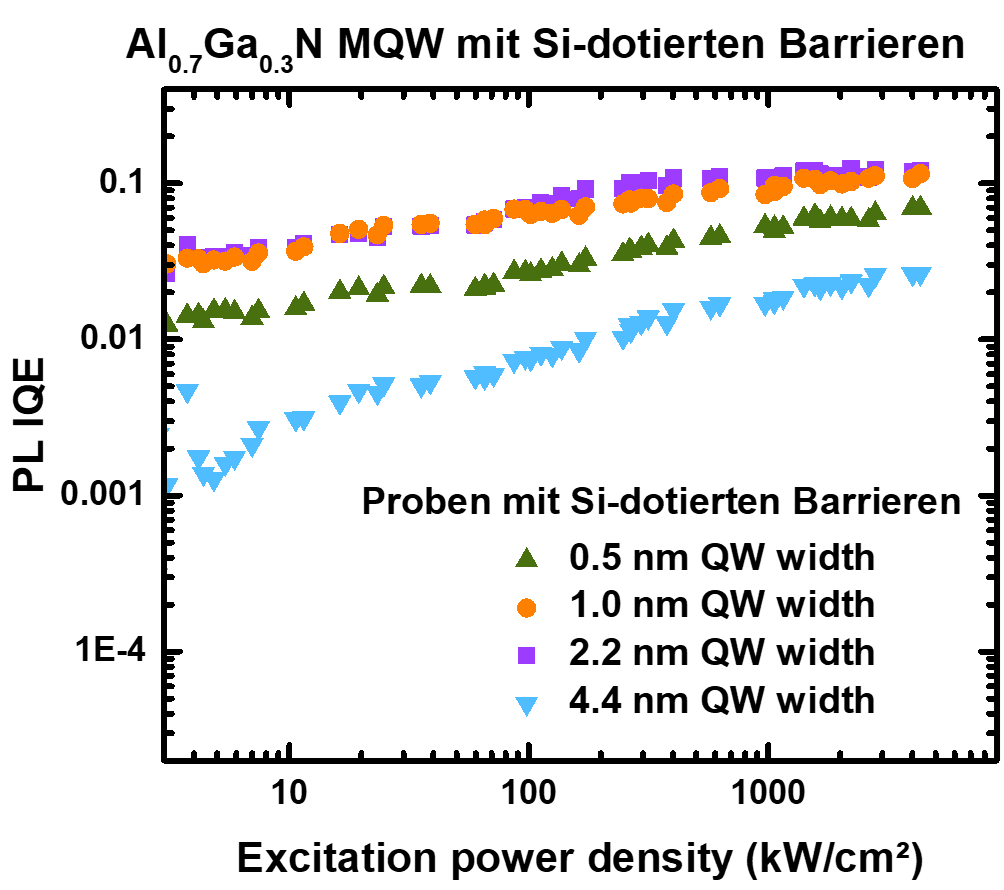 Al0.7Ga0.3N MQW mit Si-dotierten Barrieren
0.1
0.01
0.001
1E-4
PL IQE
Proben mit Si-dotierten Barrieren
0.5 nm QW width
1.0 nm QW width
2.2 nm QW width
4.4 nm QW width
10 100 1000
Excitation power density (kW/cm²)